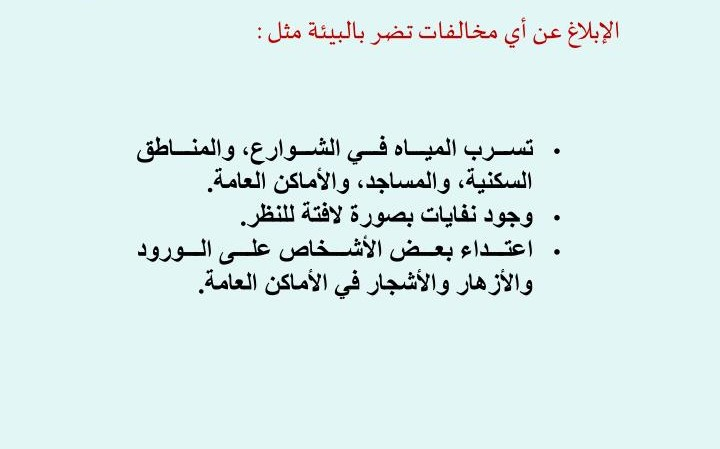 الإبلاغ عن أي مخالفات تضر بالبيئة مثل :
• تسرب المياه في الشوارع، والمناطق
السكنية، والمساجد، والأماكن العامة.
• وجود نفايات بصورة لافتة للنظر.
• اعتداء بعض الأشخاص على الورود
والأزهار والأشجار في الأماكن العامة.